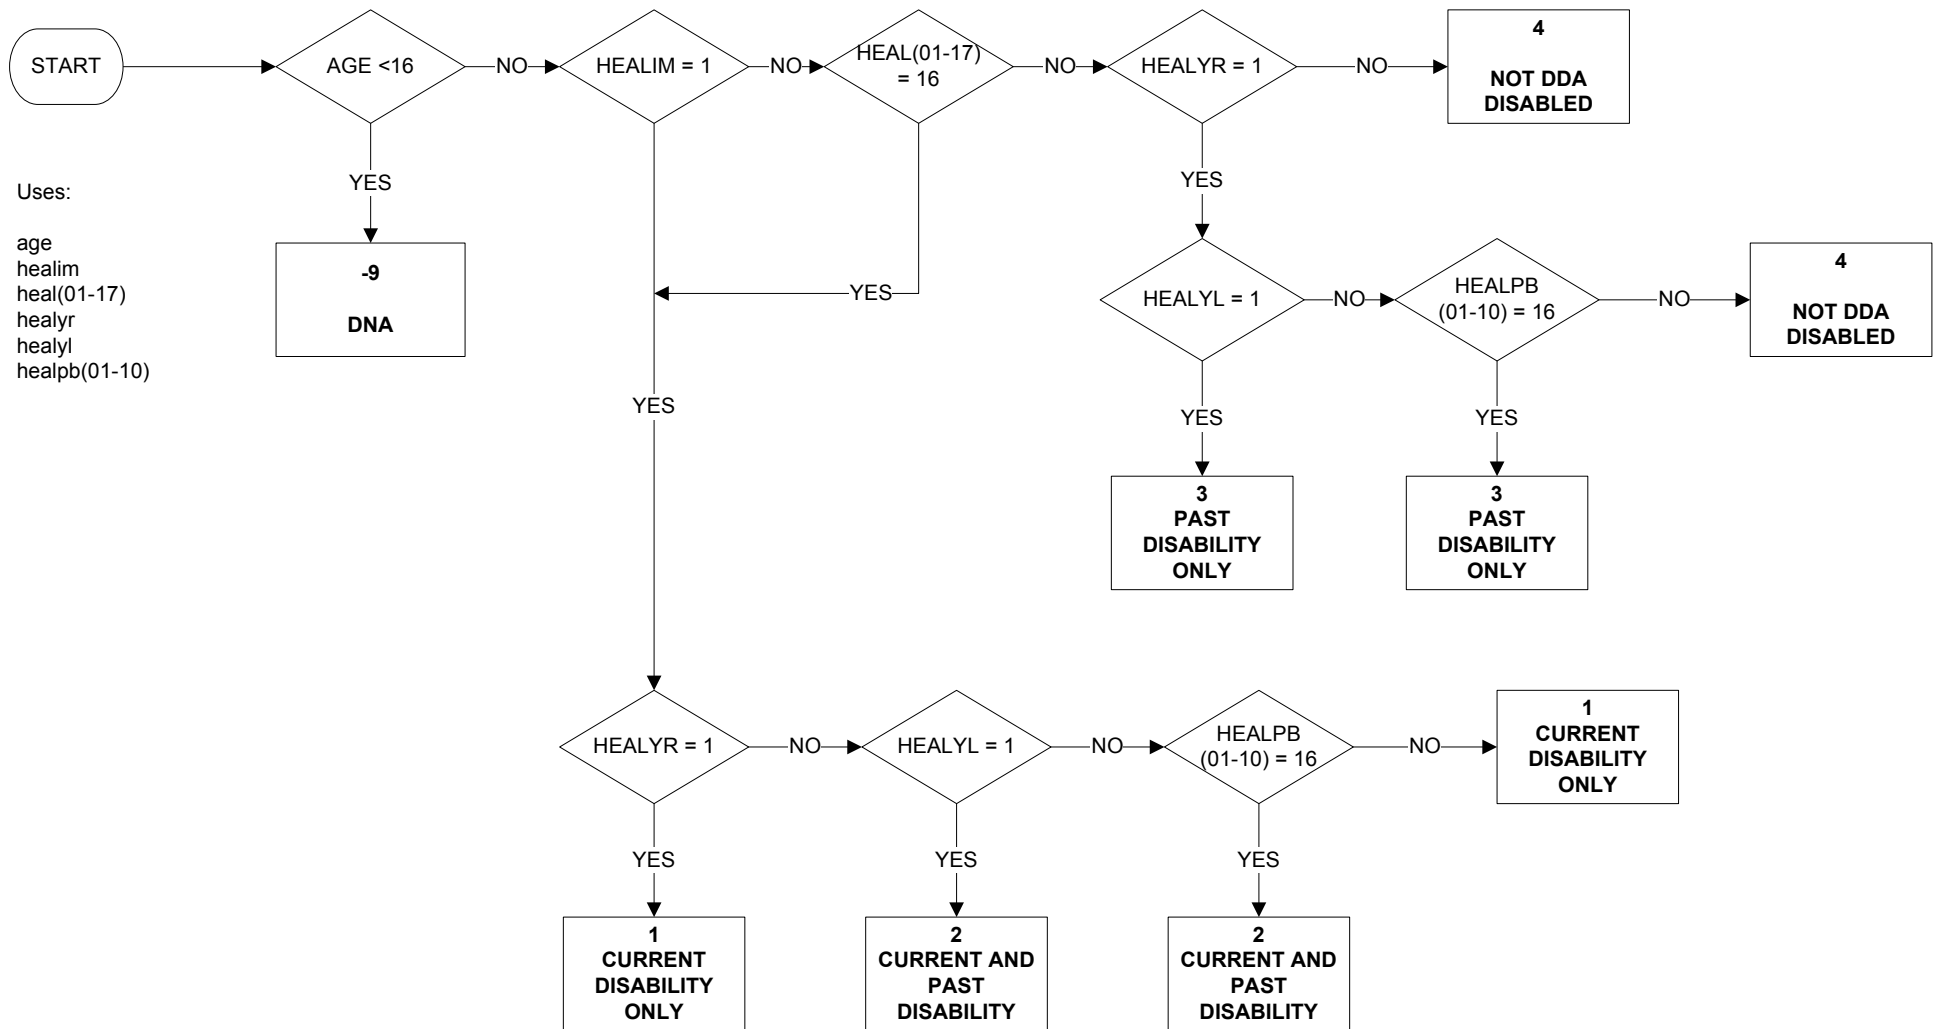 START
AGE <16
NO
HEALIM = 1
NO
HEAL(01-17)
= 16
NO
HEALYR = 1
NO
4
NOT DDA
DISABLED
YES
YES
Uses:
age
healim
heal(01-17)
healyr
healyl
healpb(01-10)
-9
DNA
YES
HEALYL = 1
NO
HEALPB
(01-10) = 16
NO
4
NOT DDA
DISABLED
YES
YES
YES
3
PAST
DISABILITY
ONLY
3
PAST
DISABILITY
ONLY
HEALYR = 1
NO
HEALYL = 1
NO
HEALPB
(01-10) = 16
NO
1
CURRENT
DISABILITY
ONLY
YES
YES
YES
1
CURRENT
DISABILITY
ONLY
2
CURRENT AND
PAST
DISABILITY
2
CURRENT AND
PAST
DISABILITY